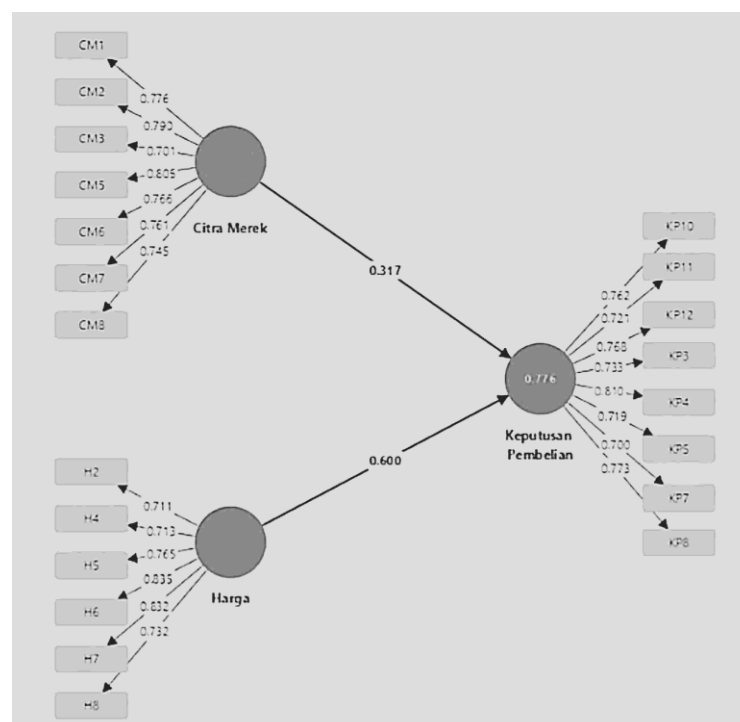 CM1
CM2
CM3
CM5
CM6
CM7
CM8
0.776
0.790
0.701
0.805
0.766
0.761
0.745
Citra Merek
0.317
H2
H4
H5
H6
H7
H8
0.711
0.713
0.765
0.835
0.832
0.732
Harga
0.600
0.776
Keputusan
Pembelian
0.762
0.721
0.768
0.733
0.810
0.719
0.700
0.773
KP10
KP11
KP12
KP3
KP4
KP5
KP7
KP8